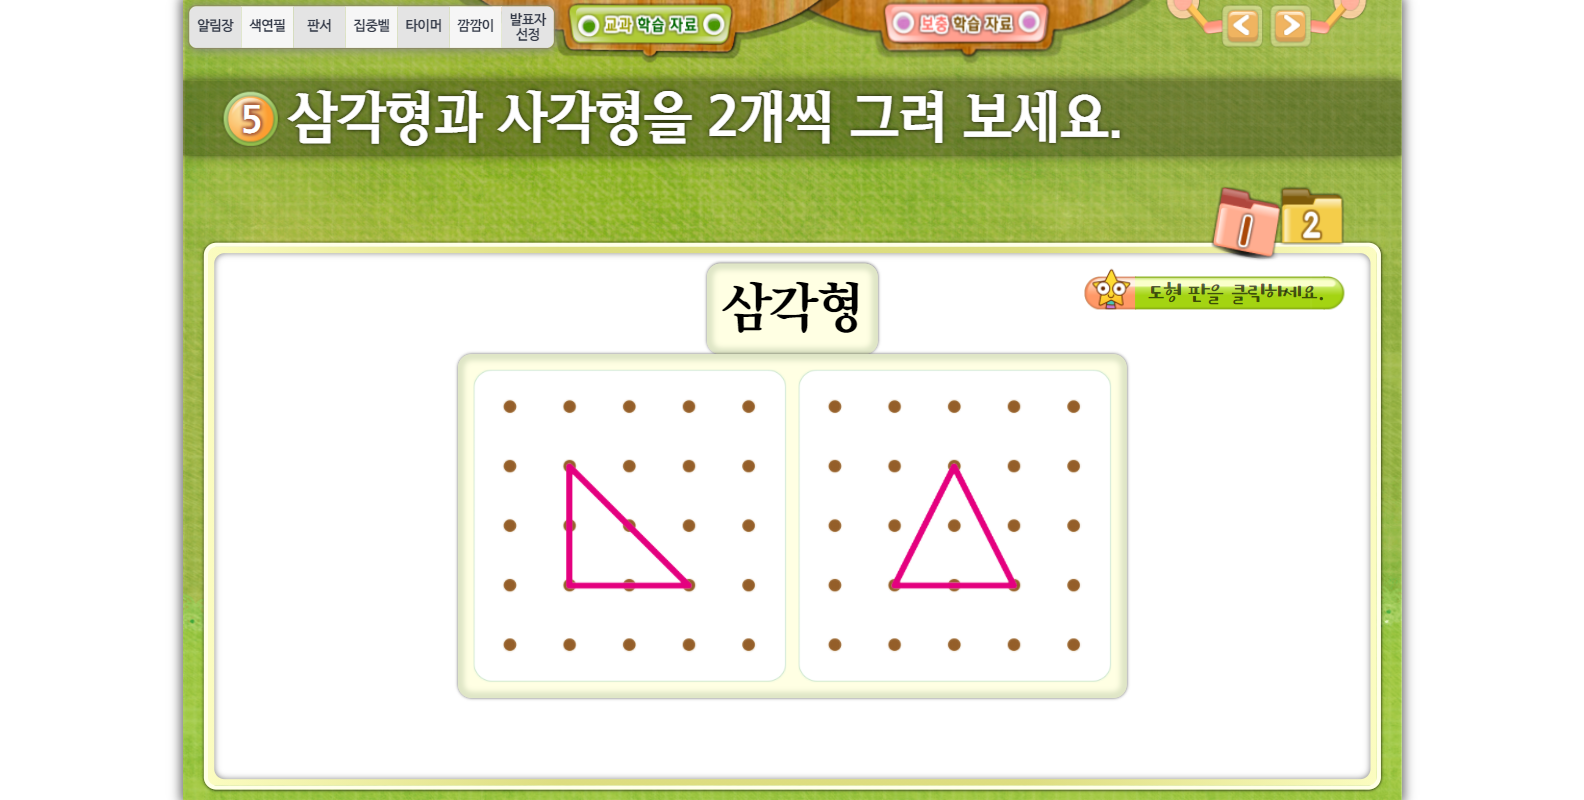 알림장 색연필 판서 집중벨 타이머 깜깜이 발표자 선정
교과 학습 자료
보충 학습 자료
5 삼각형과 사각형을 2개씩 그려 보세요.
1 2
삼각형
도형 판을 클릭하세요.